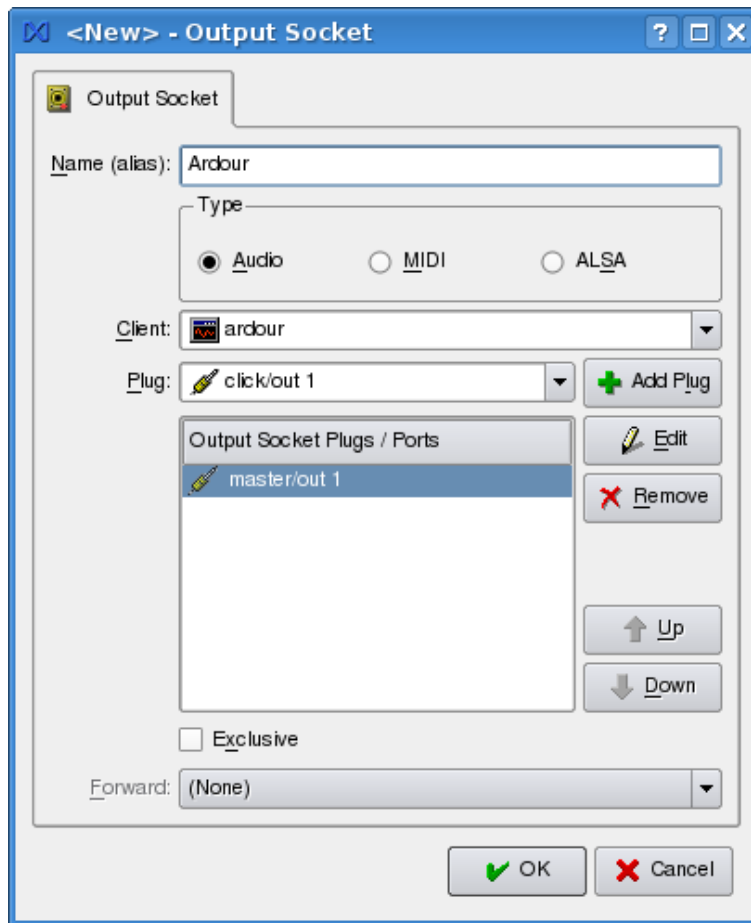 <New> - Output Socket
Output Socket
Name (alias): Ardour
Type
Audio MIDI ALSA
Client: ardour
Plug: click/out 1 Add Plug
Output Socket Plugs / Ports Edit
master/out 1
Remove
Up
Down
Exclusive
Forward: (None)
OK Cancel